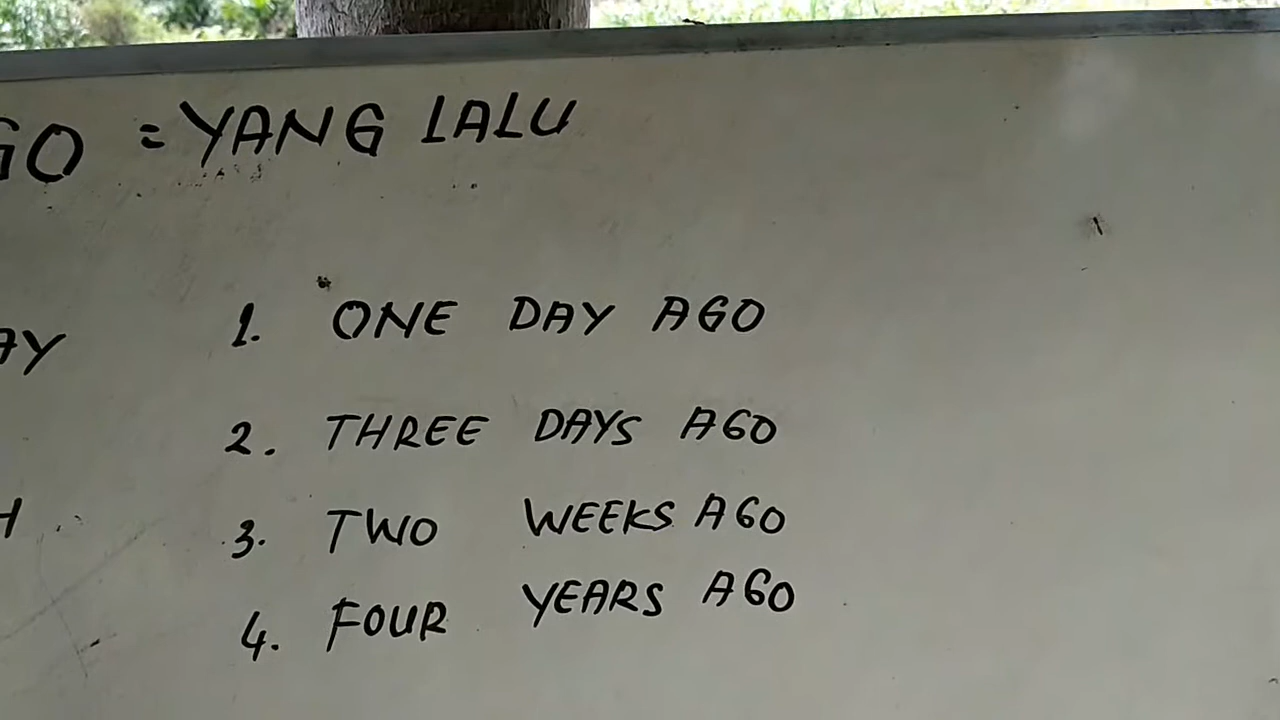 GO = YANG LALU
1. ONE DAY AGO
AY
2. THREE DAYS AGO
3. TWO WEEKS AGO
H
4. FOUR YEARS AGO